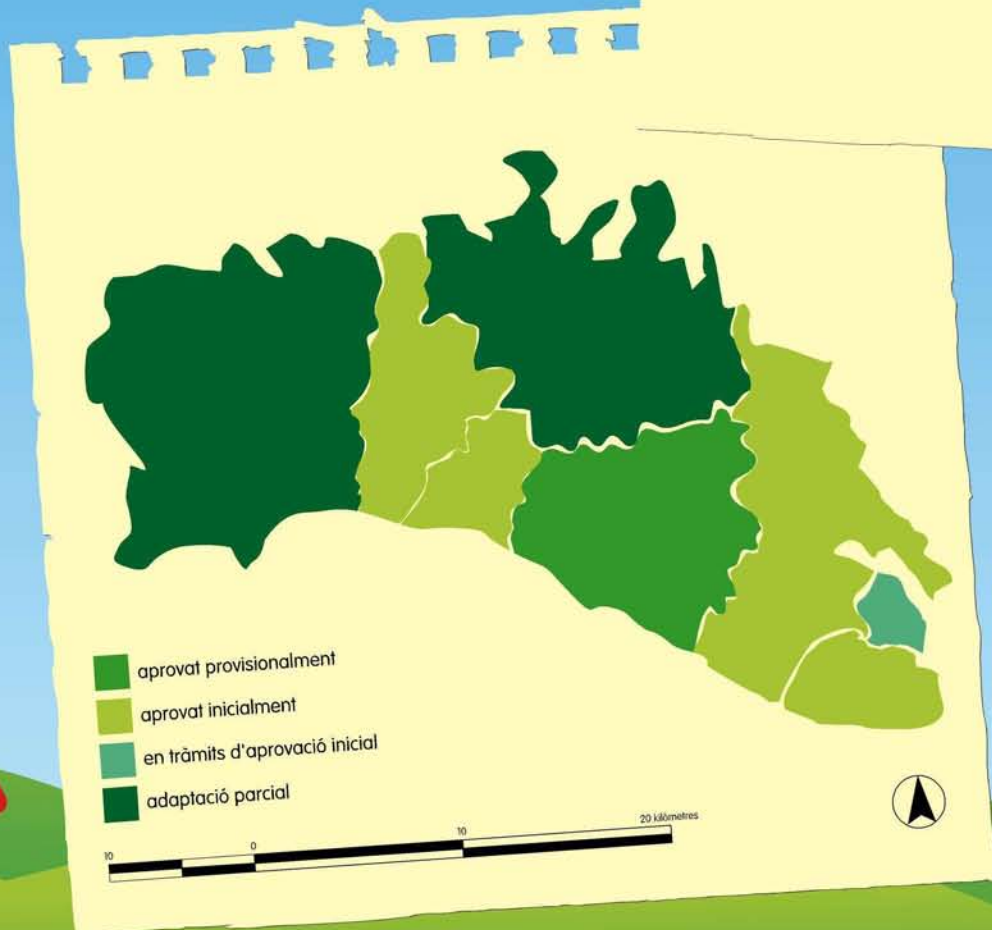 aprovat provisionalment
aprovat inicialment
en tràmits d'aprovació inicial
adaptació parcial
10 0 10 20 kilòmetres